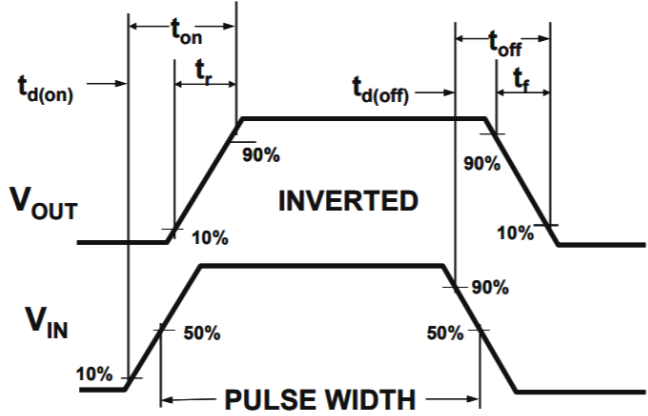 ton
toff
td(on)
tr
td(off)
tf
90%
90%
VOUT
INVERTED
10%
10%
90%
VIN
50%
50%
10%
PULSE WIDTH